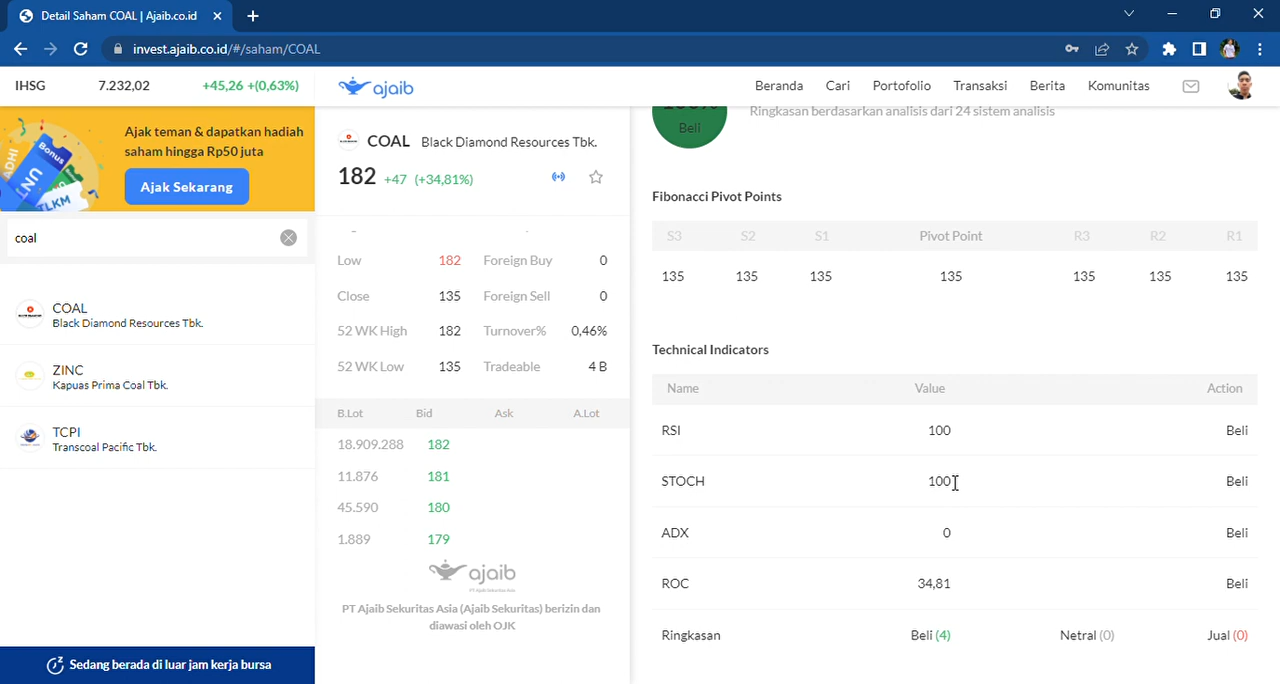 Detail Saham COAL | Ajaib.co.id
invest.ajaib.co.id/#/saham/COAL
IHSG 7.232,02 +45,26 +(0,63%)
ajaib
Beranda Cari Portofolio Transaksi Berita Komunitas
Ajak teman & dapatkan hadiah
saham hingga Rp50 juta
Ajak Sekarang
Bonus
TLKM
coal
COAL
Black Diamond Resources Tbk.
ZINC
Kapuas Prima Coal Tbk.
TCPI
Transcoal Pacific Tbk.
Sedang berada di luar jam kerja bursa
COAL Black Diamond Resources Tbk.
182 +47 (+34,81%)
Low 182 Foreign Buy 0
Close 135 Foreign Sell 0
52 WK High 182 Turnover% 0,46%
52 WK Low 135 Tradeable 4 B
B.Lot Bid Ask A.Lot
18.909.288 182
11.876 181
45.590 180
1.889 179
ajaib
PT Ajaib Sekuritas Asia (Ajaib Sekuritas) berizin dan
diawasi oleh OJK
Beli
Ringkasan berdasarkan analisis dari 24 sistem analisis
Fibonacci Pivot Points
S3 S2 S1 Pivot Point R3 R2 R1
135 135 135 135 135 135 135
Technical Indicators
Name Value Action
RSI 100 Beli
STOCH 100 Beli
ADX 0 Beli
ROC 34,81 Beli
Ringkasan Beli (4) Netral (0) Jual (0)